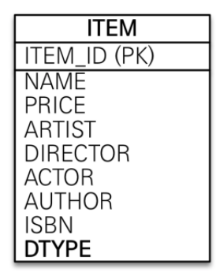 ITEM
ITEM_ID (PK)
NAME
PRICE
ARTIST
DIRECTOR
ACTOR
AUTHOR
ISBN
DTYPE